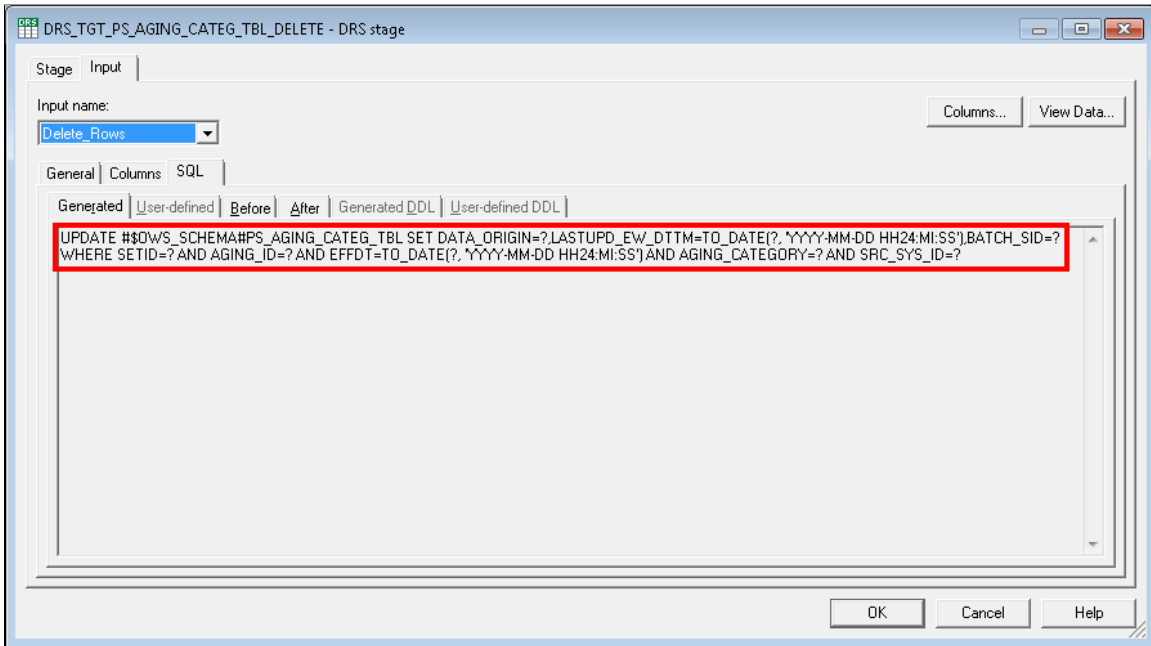 DRS
DRS_TGT_PS_AGING_CATEG_TBL_DELETE - DRS stage
Stage Input
Input name:
Columns... View Data...
Delete_Rows
General Columns SQL
Generated User-defined Before After Generated DDL User-defined DDL
UPDATE #$OWS_SCHEMA#PS_AGING_CATEG_TBL SET DATA_ORIGIN=?,LASTUPD_EW_DTTM=TO_DATE(?, 'YYYY-MM-DD HH24:MI:SS'),BATCH_SID=?
WHERE SETID=? AND AGING_ID=? AND EFFDT=TO_DATE(?, 'YYYY-MM-DD HH24:MI:SS') AND AGING_CATEGORY=? AND SRC_SYS_ID=?
OK Cancel Help